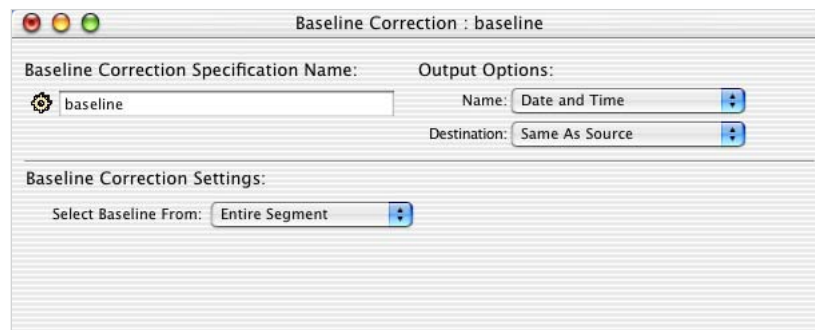 Baseline Correction : baseline
Baseline Correction Specification Name:
baseline
Output Options:
Name: Date and Time
Destination: Same As Source
Baseline Correction Settings:
Select Baseline From: Entire Segment